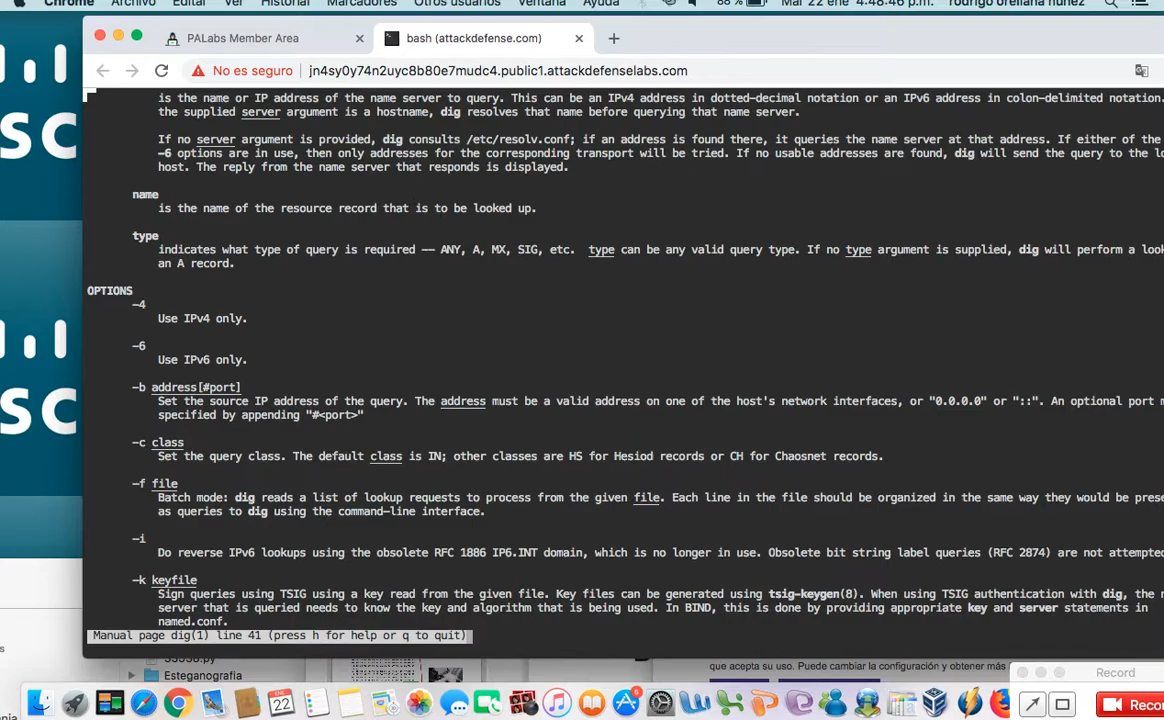 Chrome Archivo Editar Ver Historial Marcadores Otros usuarios Ventana Ayuda 88 % Mar 22 ene 4:48:46 p.m. rodrigo orellana núñez
PALabs Member Area
bash (attackdefense.com)
No es seguro jn4sy0y74n2uyc8b80e7mudc4.public1.attackdefenselabs.com
is the name or IP address of the name server to query. This can be an IPv4 address in dotted-decimal notation or an IPv6 address in colon-delimited notation.
the supplied server argument is a hostname, dig resolves that name before querying that name server.
If no server argument is provided, dig consults /etc/resolv.conf; if an address is found there, it queries the name server at that address. If either of the
-6 options are in use, then only addresses for the corresponding transport will be tried. If no usable addresses are found, dig will send the query to the lo
host. The reply from the name server that responds is displayed.
name
is the name of the resource record that is to be looked up.
type
indicates what type of query is required -- ANY, A, MX, SIG, etc. type can be any valid query type. If no type argument is supplied, dig will perform a look
an A record.
OPTIONS
-4
Use IPv4 only.
-6
Use IPv6 only.
-b address[#port]
Set the source IP address of the query. The address must be a valid address on one of the host's network interfaces, or "0.0.0.0" or "::". An optional port m
specified by appending "#<port>"
-c class
Set the query class. The default class is IN; other classes are HS for Hesiod records or CH for Chaosnet records.
-f file
Batch mode: dig reads a list of lookup requests to process from the given file. Each line in the file should be organized in the same way they would be prese
as queries to dig using the command-line interface.
-i
Do reverse IPv6 lookups using the obsolete RFC 1886 IP6.INT domain, which is no longer in use. Obsolete bit string label queries (RFC 2874) are not attempted
-k keyfile
Sign queries using TSIG using a key read from the given file. Key files can be generated using tsig-keygen(8). When using TSIG authentication with dig, the n
server that is queried needs to know the key and algorithm that is being used. In BIND, this is done by providing appropriate key and server statements in
named.conf.
Manual page dig(1) line 41 (press h for help or q to quit)
Esteganografia
que acepta su uso. Puede cambiar la configuración y obtener más
Record
Recor